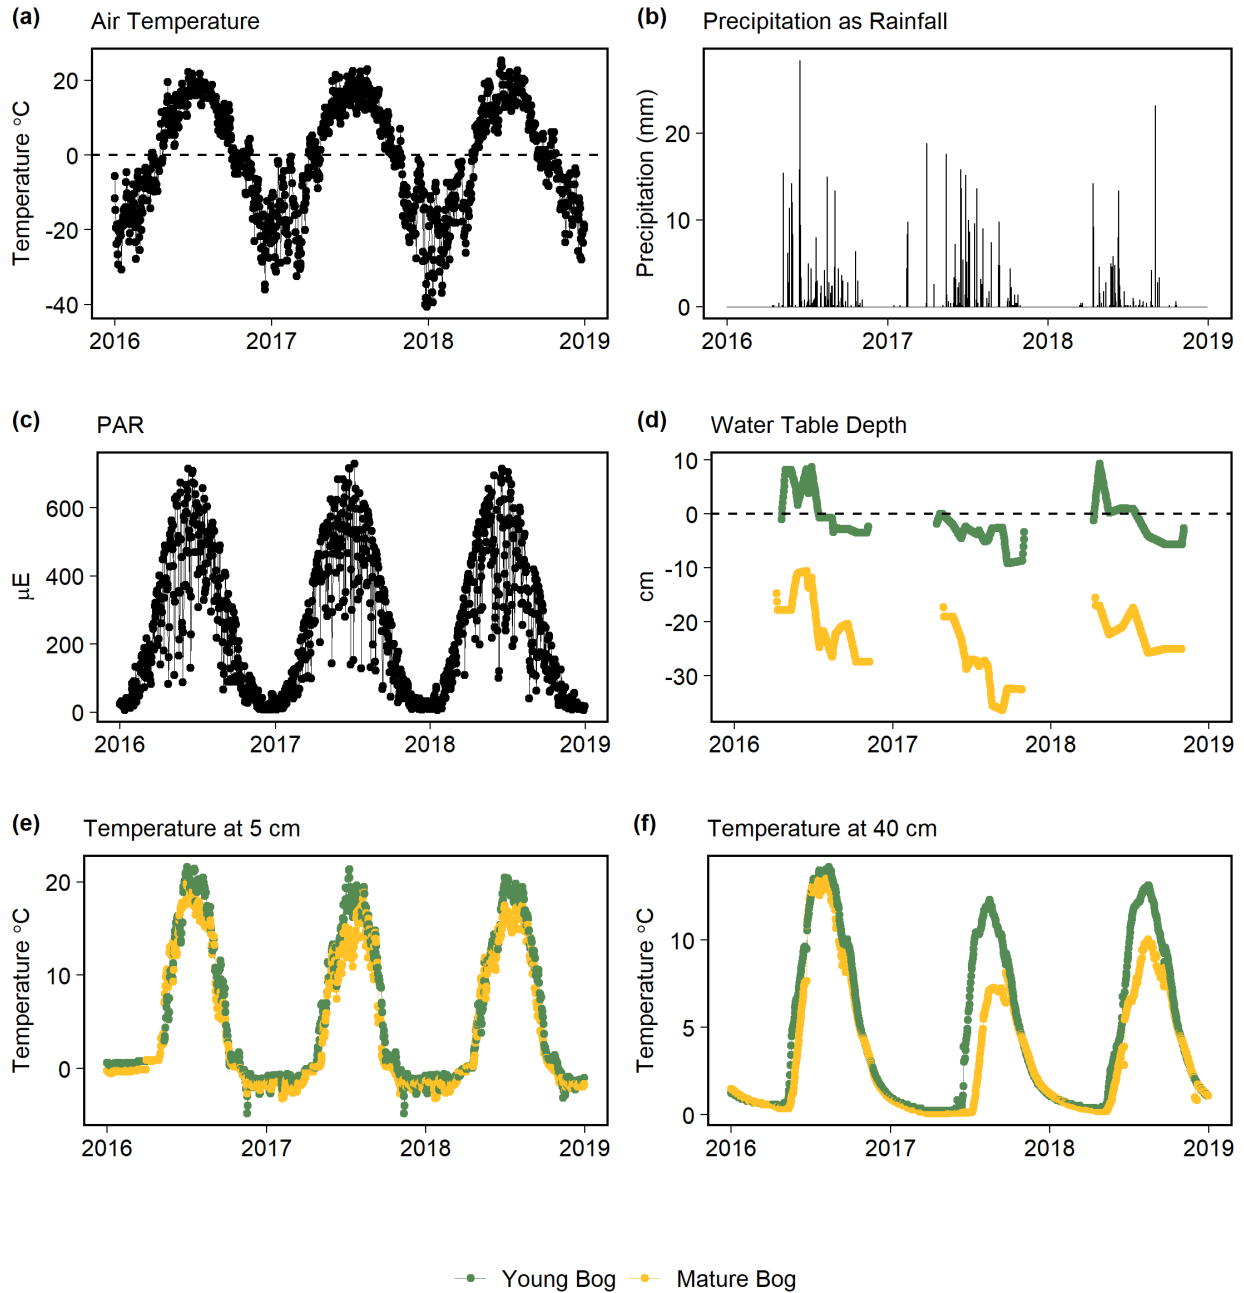 (a) Air Temperature
Temperature °C
20
0
-20
-40
2016 2017 2018 2019
(b) Precipitation as Rainfall
Precipitation (mm)
20
10
0
2016 2017 2018 2019
(c) PAR
µE
600
400
200
0
2016 2017 2018 2019
(d) Water Table Depth
cm
10
0
-10
-20
-30
2016 2017 2018 2019
(e) Temperature at 5 cm
Temperature °C
20
10
0
2016 2017 2018 2019
(f) Temperature at 40 cm
Temperature °C
10
5
0
2016 2017 2018 2019
Young Bog Mature Bog